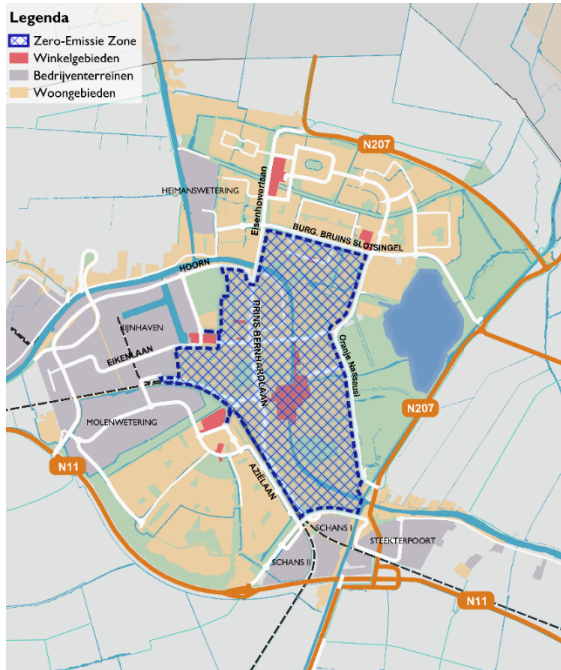 Legenda
Zero-Emissie Zone
Winkelgebieden
Bedrijventerreinen
Woongebieden
N207
HEIMANSWETERING
Eisenhowerlaan
BURG. BRUINS SLOTSINGEL
HOORN
RIJNHAVEN
PRINS BERNHARDLAAN
EIKENLAAN
Oranje Nassausi
N207
MOLENWETERING
N11
AZIËLAAN
SCHANS I
STEEKTERPOORT
SCHANS II
N11